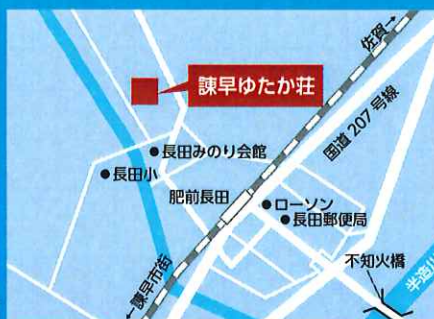 佐賀→
諫早ゆたか荘
国道207号線
長田みのり会館
長田小
肥前長田
ローソン
長田郵便局
不知火橋
半造川
←諫早市街